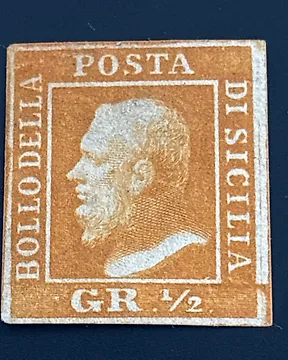 BOLLO DELLA
POSTA
DI SICILIA
GR. ½